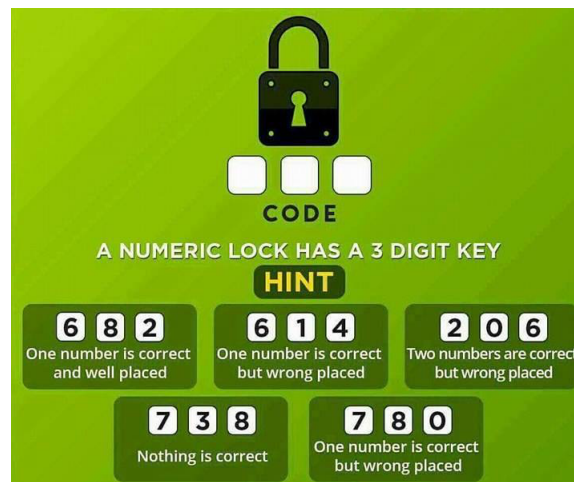 CODE
A NUMERIC LOCK HAS A 3 DIGIT KEY
HINT
6 8 2
One number is correct
and well placed
6 1 4
One number is correct
but wrong placed
2 0 6
Two numbers are correct
but wrong placed
7 3 8
Nothing is correct
7 8 0
One number is correct
but wrong placed